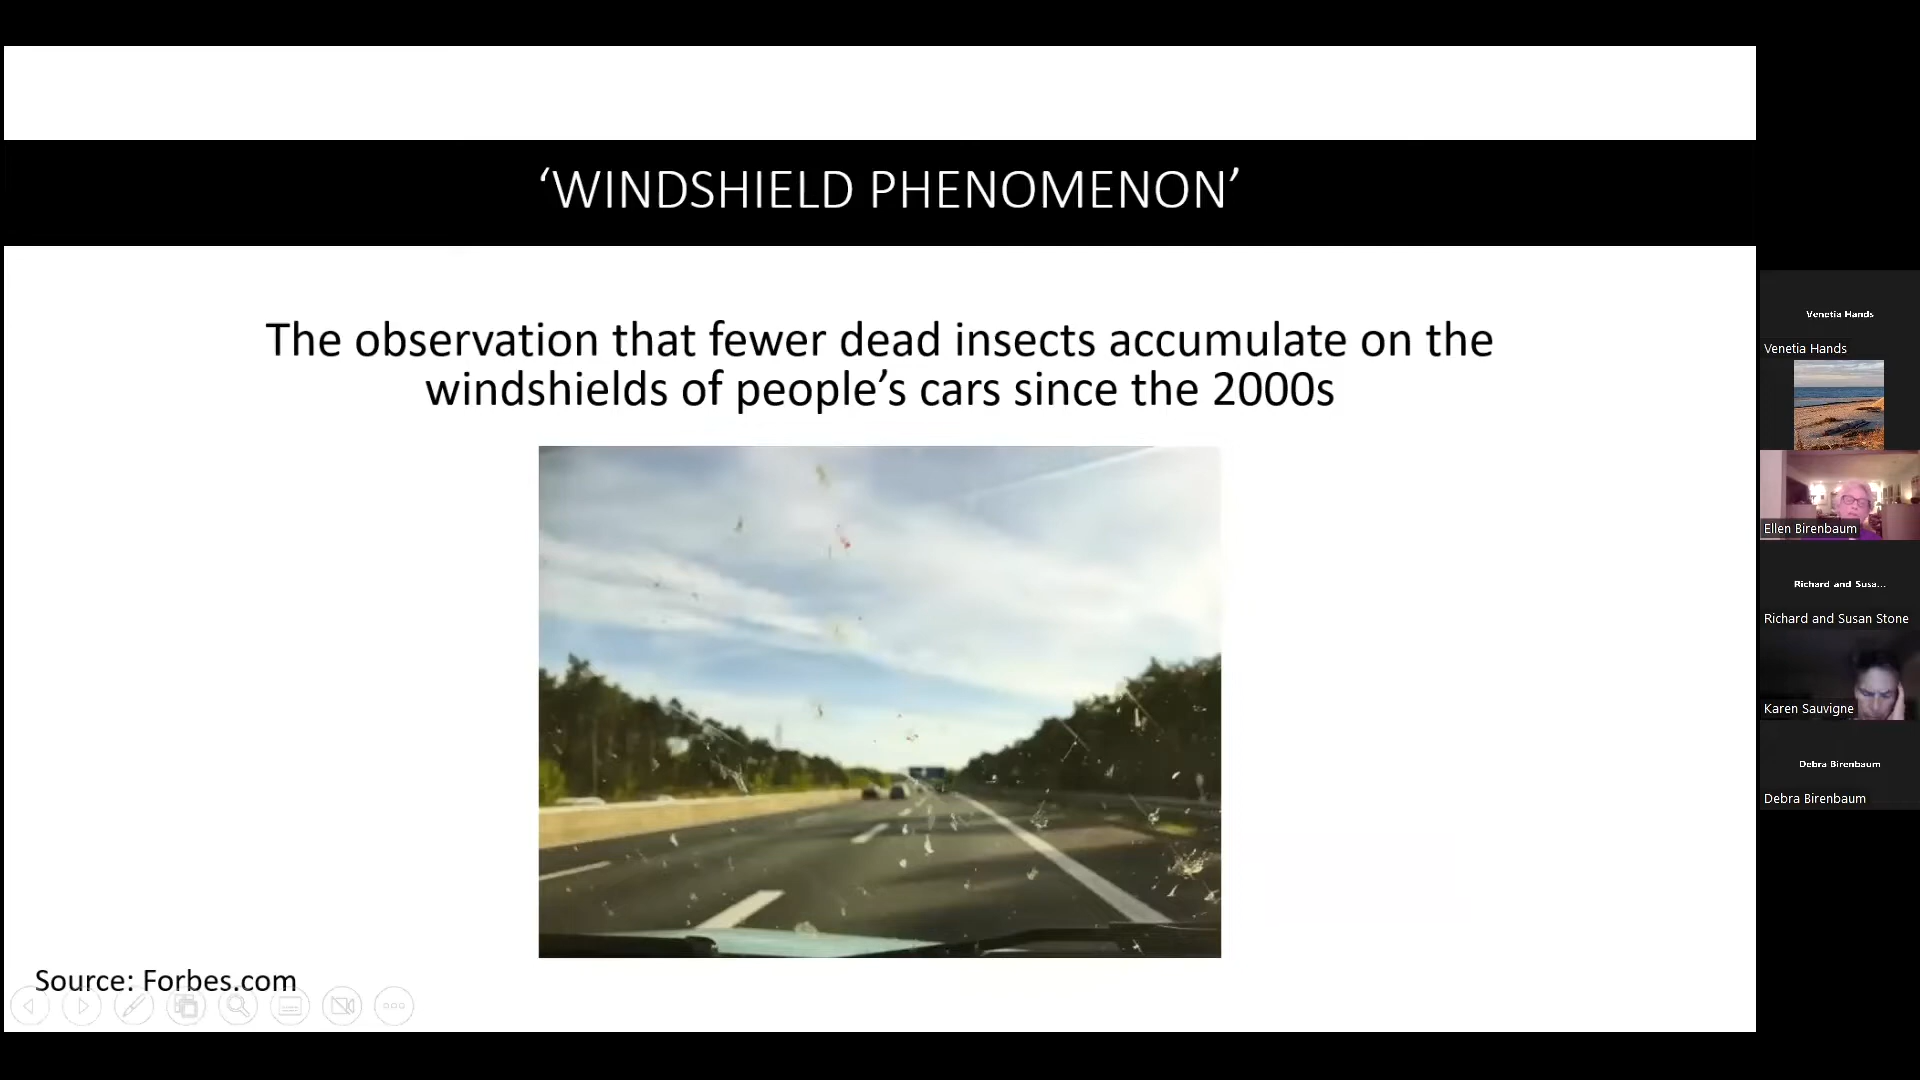 ‘WINDSHIELD PHENOMENON’
The observation that fewer dead insects accumulate on the
windshields of people’s cars since the 2000s
Source: Forbes.com
Venetia Hands
Venetia Hands
Ellen Birenbaum
Richard and Susa...
Richard and Susan Stone
Karen Sauvigne
Debra Birenbaum
Debra Birenbaum